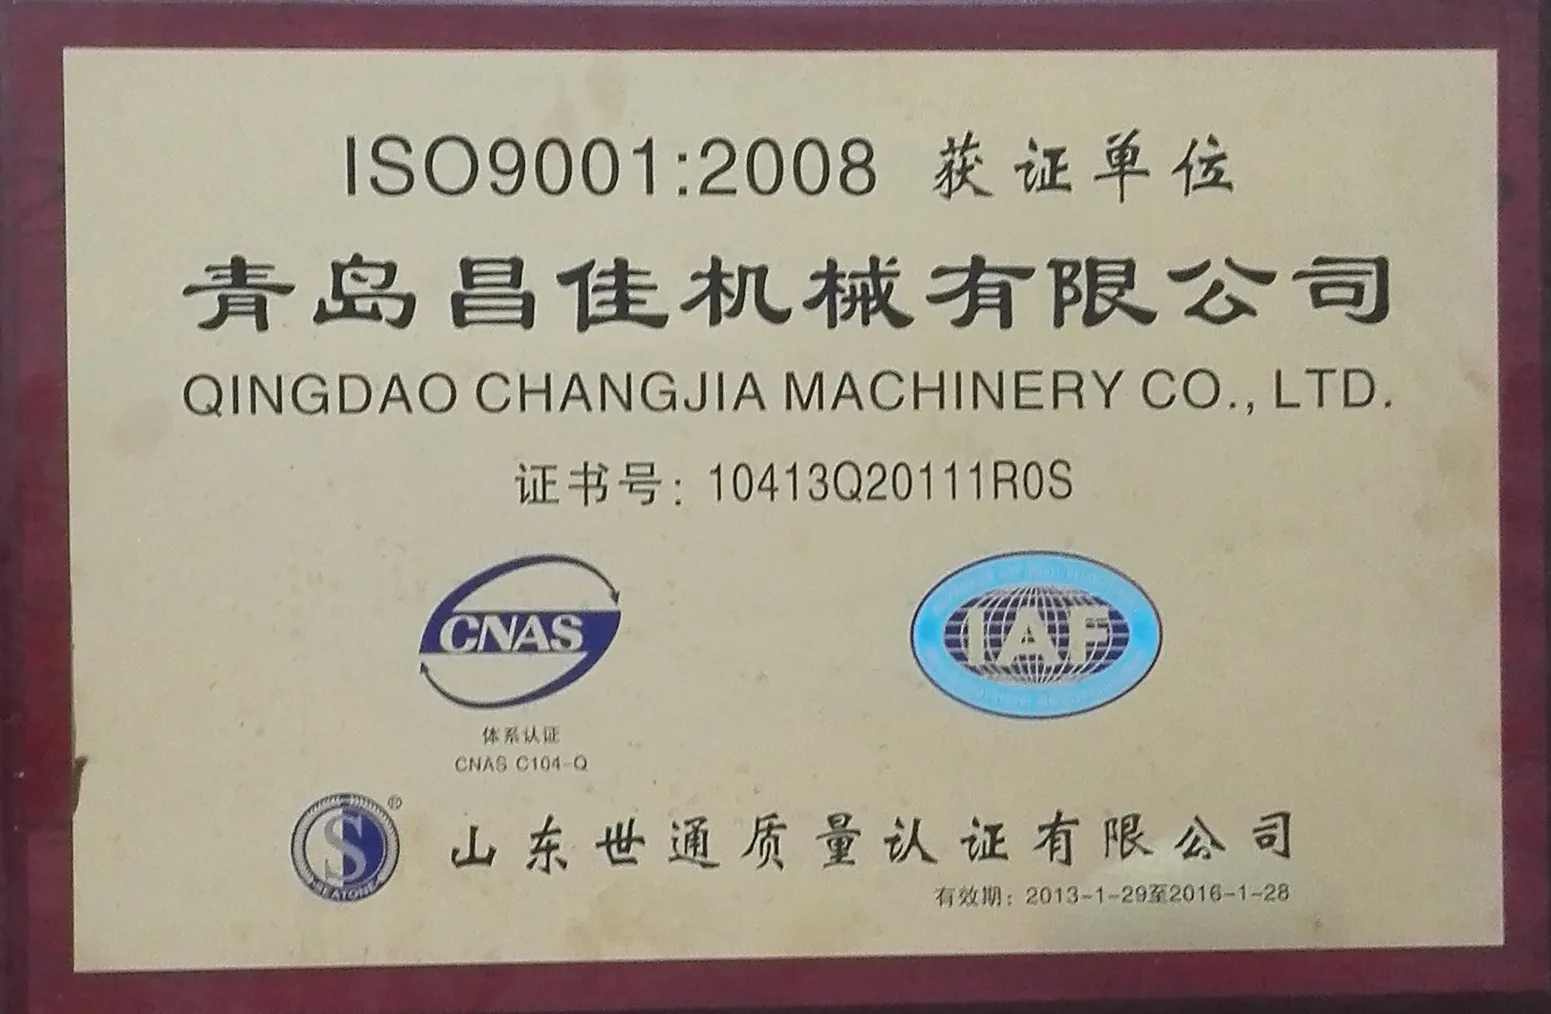 ISO9001:2008 获证单位
青岛昌佳机械有限公司
QINGDAO CHANGJIA MACHINERY CO., LTD.
证书号: 10413Q20111R0S
CNAS
IAF
体系认证
CNAS C104-Q
S
SEATONE
®
山东世通质量认证有限公司
有效期: 2013-1-29至2016-1-28